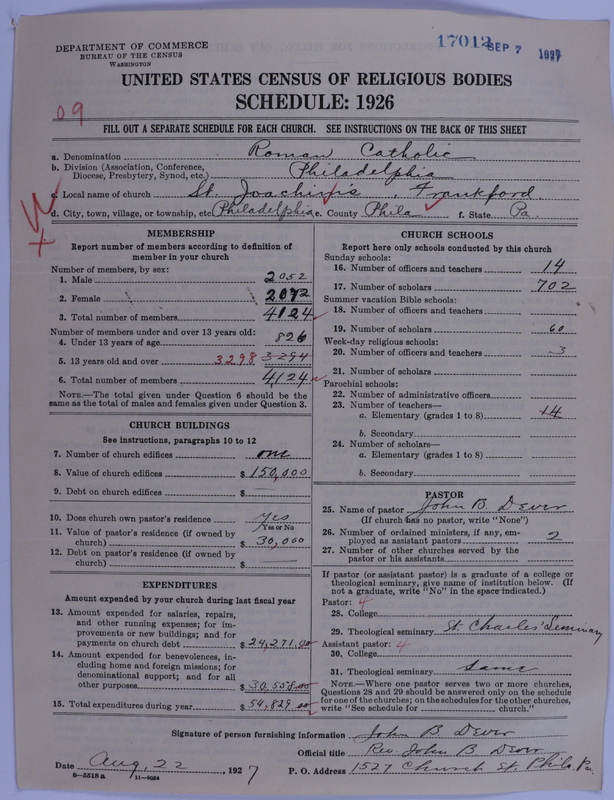 17012 SEP 7 1927
DEPARTMENT OF COMMERCE
BUREAU OF THE CENSUS
WASHINGTON
UNITED STATES CENSUS OF RELIGIOUS BODIES
SCHEDULE: 1926
09
FILL OUT A SEPARATE SCHEDULE FOR EACH CHURCH. SEE INSTRUCTIONS ON THE BACK OF THIS SHEET
a. Denomination Roman Catholic
b. Division (Association, Conference, Diocese, Presbytery, Synod, etc.) Philadelphia
c. Local name of church St. Joachim's, Frankford
d. City, town, village, or township, etc. Philadelphia e. County Phila f. State Pa.
MEMBERSHIP
Report number of members according to definition of
member in your church
Number of members, by sex:
1. Male 2052
2. Female 2072
3. Total number of members 4124
Number of members under and over 13 years old:
4. Under 13 years of age 826
5. 13 years old and over 3298 3294
6. Total number of members 4124
NOTE.—The total given under Question 6 should be
same as the total of males and females given under Question 3.
CHURCH BUILDINGS
See instructions, paragraphs 10 to 12
7. Number of church edifices one
8. Value of church edifices $ 150,000
9. Debt on church edifices $
10. Does church own pastor's residence Yes
Yes or No
11. Value of pastor's residence (if owned by
church) $ 30,000
12. Debt on pastor's residence (if owned by
church) $
EXPENDITURES
Amount expended by your church during last fiscal year
13. Amount expended for salaries, repairs,
and other running expenses; for im-
provements or new buildings; and for
payments on church debt $ 24,271.00
14. Amount expended for benevolences, in-
cluding home and foreign missions; for
denominational support; and for all
other purposes $ 30,558.00
15. Total expenditures during year $ 54,829.00
CHURCH SCHOOLS
Report here only schools conducted by this church
Sunday schools:
16. Number of officers and teachers 14
17. Number of scholars 702
Summer vacation Bible schools:
18. Number of officers and teachers
19. Number of scholars 60
Week-day religious schools:
20. Number of officers and teachers 3
21. Number of scholars
Parochial schools:
22. Number of administrative officers
23. Number of teachers—
a. Elementary (grades 1 to 8) 14
b. Secondary
24. Number of scholars—
a. Elementary (grades 1 to 8)
b. Secondary
PASTOR
25. Name of pastor John B. Dever
(If church has no pastor, write "None")
26. Number of ordained ministers, if any, em-
ployed as assistant pastors 2
27. Number of other churches served by the
pastor or his assistants
If pastor (or assistant pastor) is a graduate of a college or
theological seminary, give name of institution below. (If
not a graduate, write "No" in the space indicated.)
Pastor: 4
28. College
29. Theological seminary St. Charles' Seminary
Assistant pastor: 4
30. College
31. Theological seminary Same
NOTE.—Where one pastor serves two or more churches,
Questions 28 and 29 should be answered only on the schedule
for one of the churches; on the schedules for the other churches,
write "See schedule for church."
Signature of person furnishing information John B. Dever
Official title Rev. John B Dever
Date Aug. 22, 1927 P. O. Address 1527 Church St. Phila. Pa.
8—5518 a 11—9034